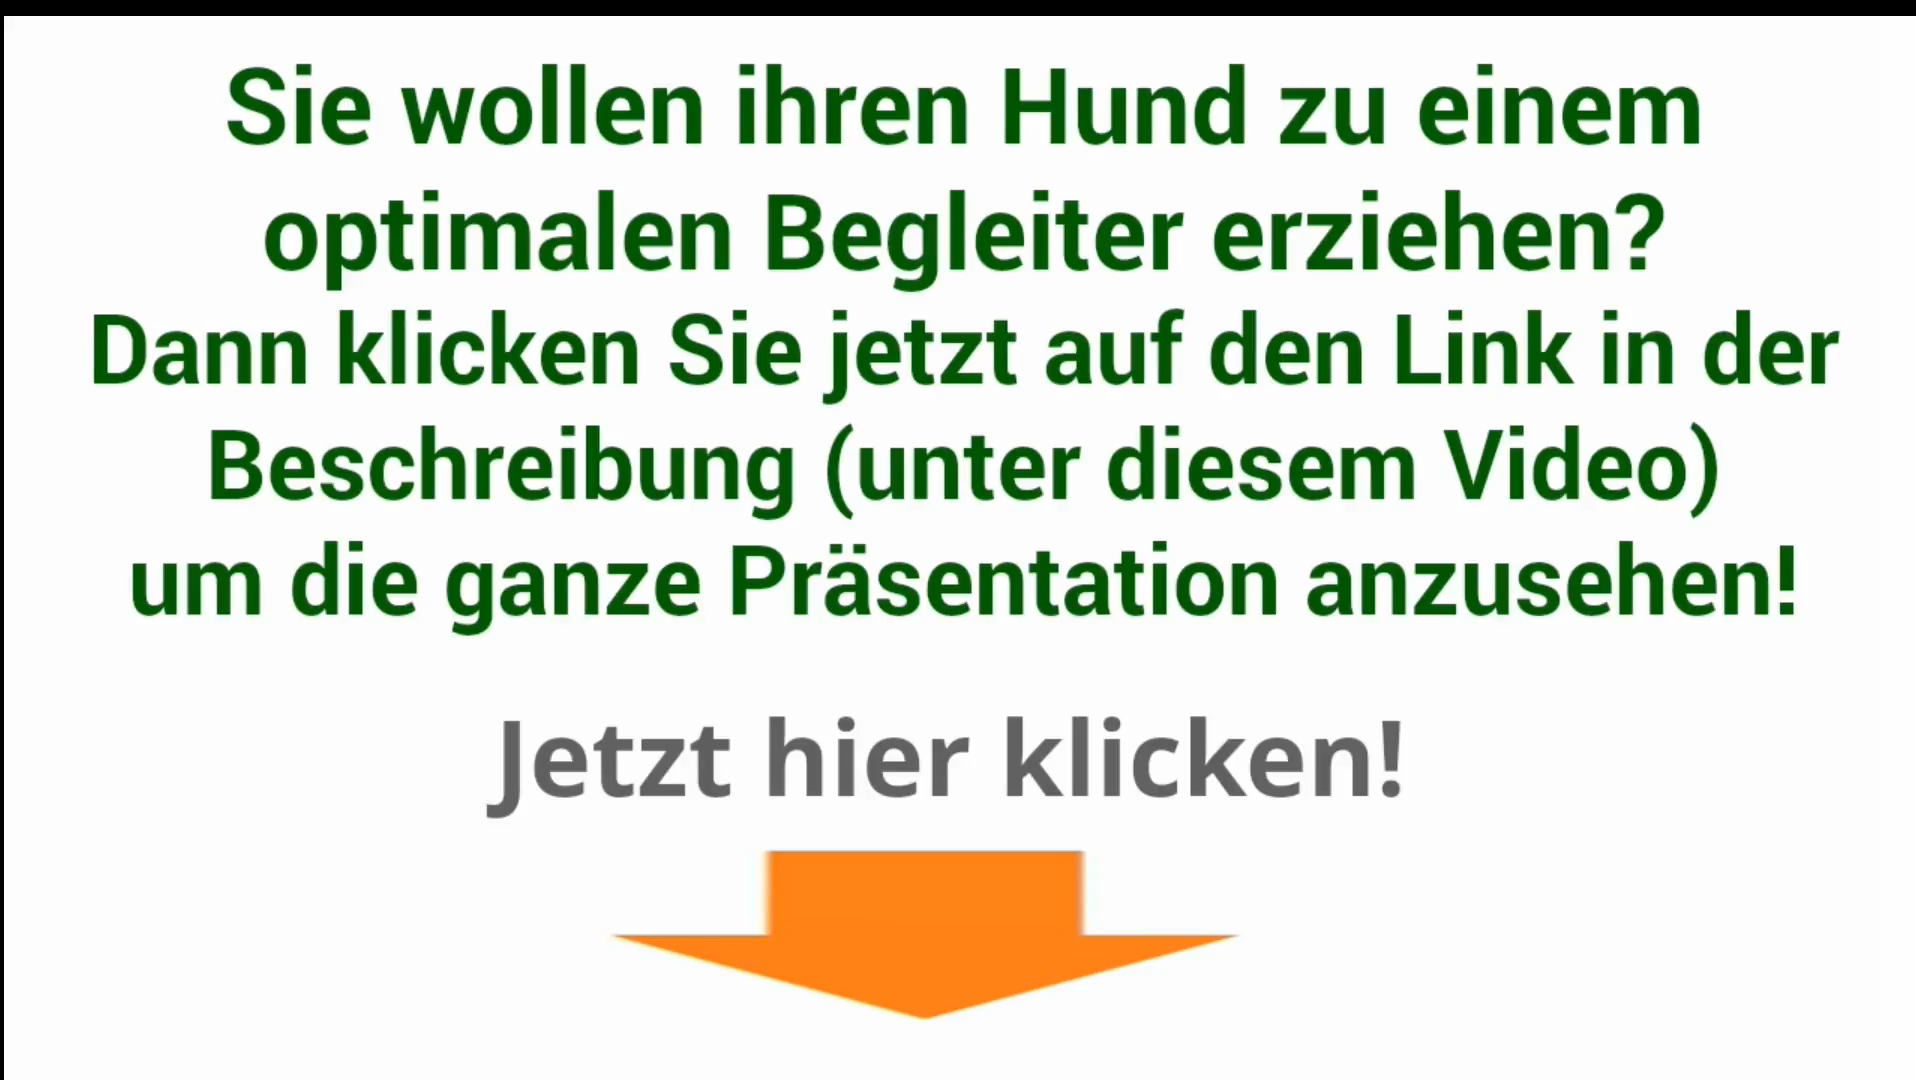 Sie wollen ihren Hund zu einem
optimalen Begleiter erziehen?
Dann klicken Sie jetzt auf den Link in der
Beschreibung (unter diesem Video)
um die ganze Präsentation anzusehen!
Jetzt hier klicken!